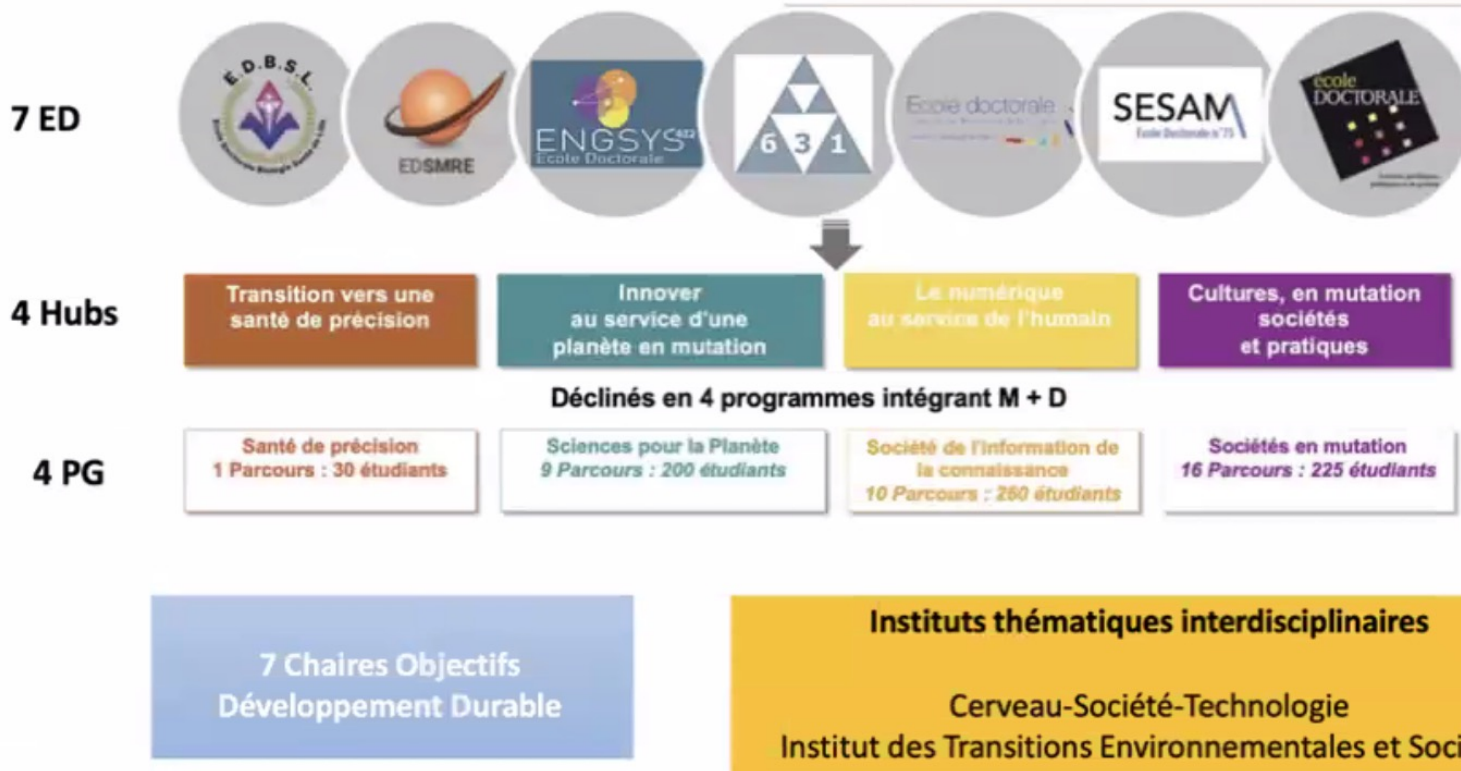 7 ED
E.D.B.S.L.
EDSMRE
ENGSYS
École Doctorale
6 3 1
Ecole doctorale
SESAM
École Doctorale n°
école
DOCTORALE
4 Hubs
Transition vers une
santé de précision
Innover
au service d'une
planète en mutation
Le numérique
au service de l'humain
Cultures, en mutation
sociétés
et pratiques
Déclinés en 4 programmes intégrant M + D
4 PG
Santé de précision
1 Parcours : 30 étudiants
Sciences pour la Planète
9 Parcours : 200 étudiants
Société de l'information de
la connaissance
10 Parcours : 260 étudiants
Sociétés en mutation
16 Parcours : 225 étudiants
7 Chaires Objectifs
Développement Durable
Instituts thématiques interdisciplinaires
Cerveau-Société-Technologie
Institut des Transitions Environnementales et Soci